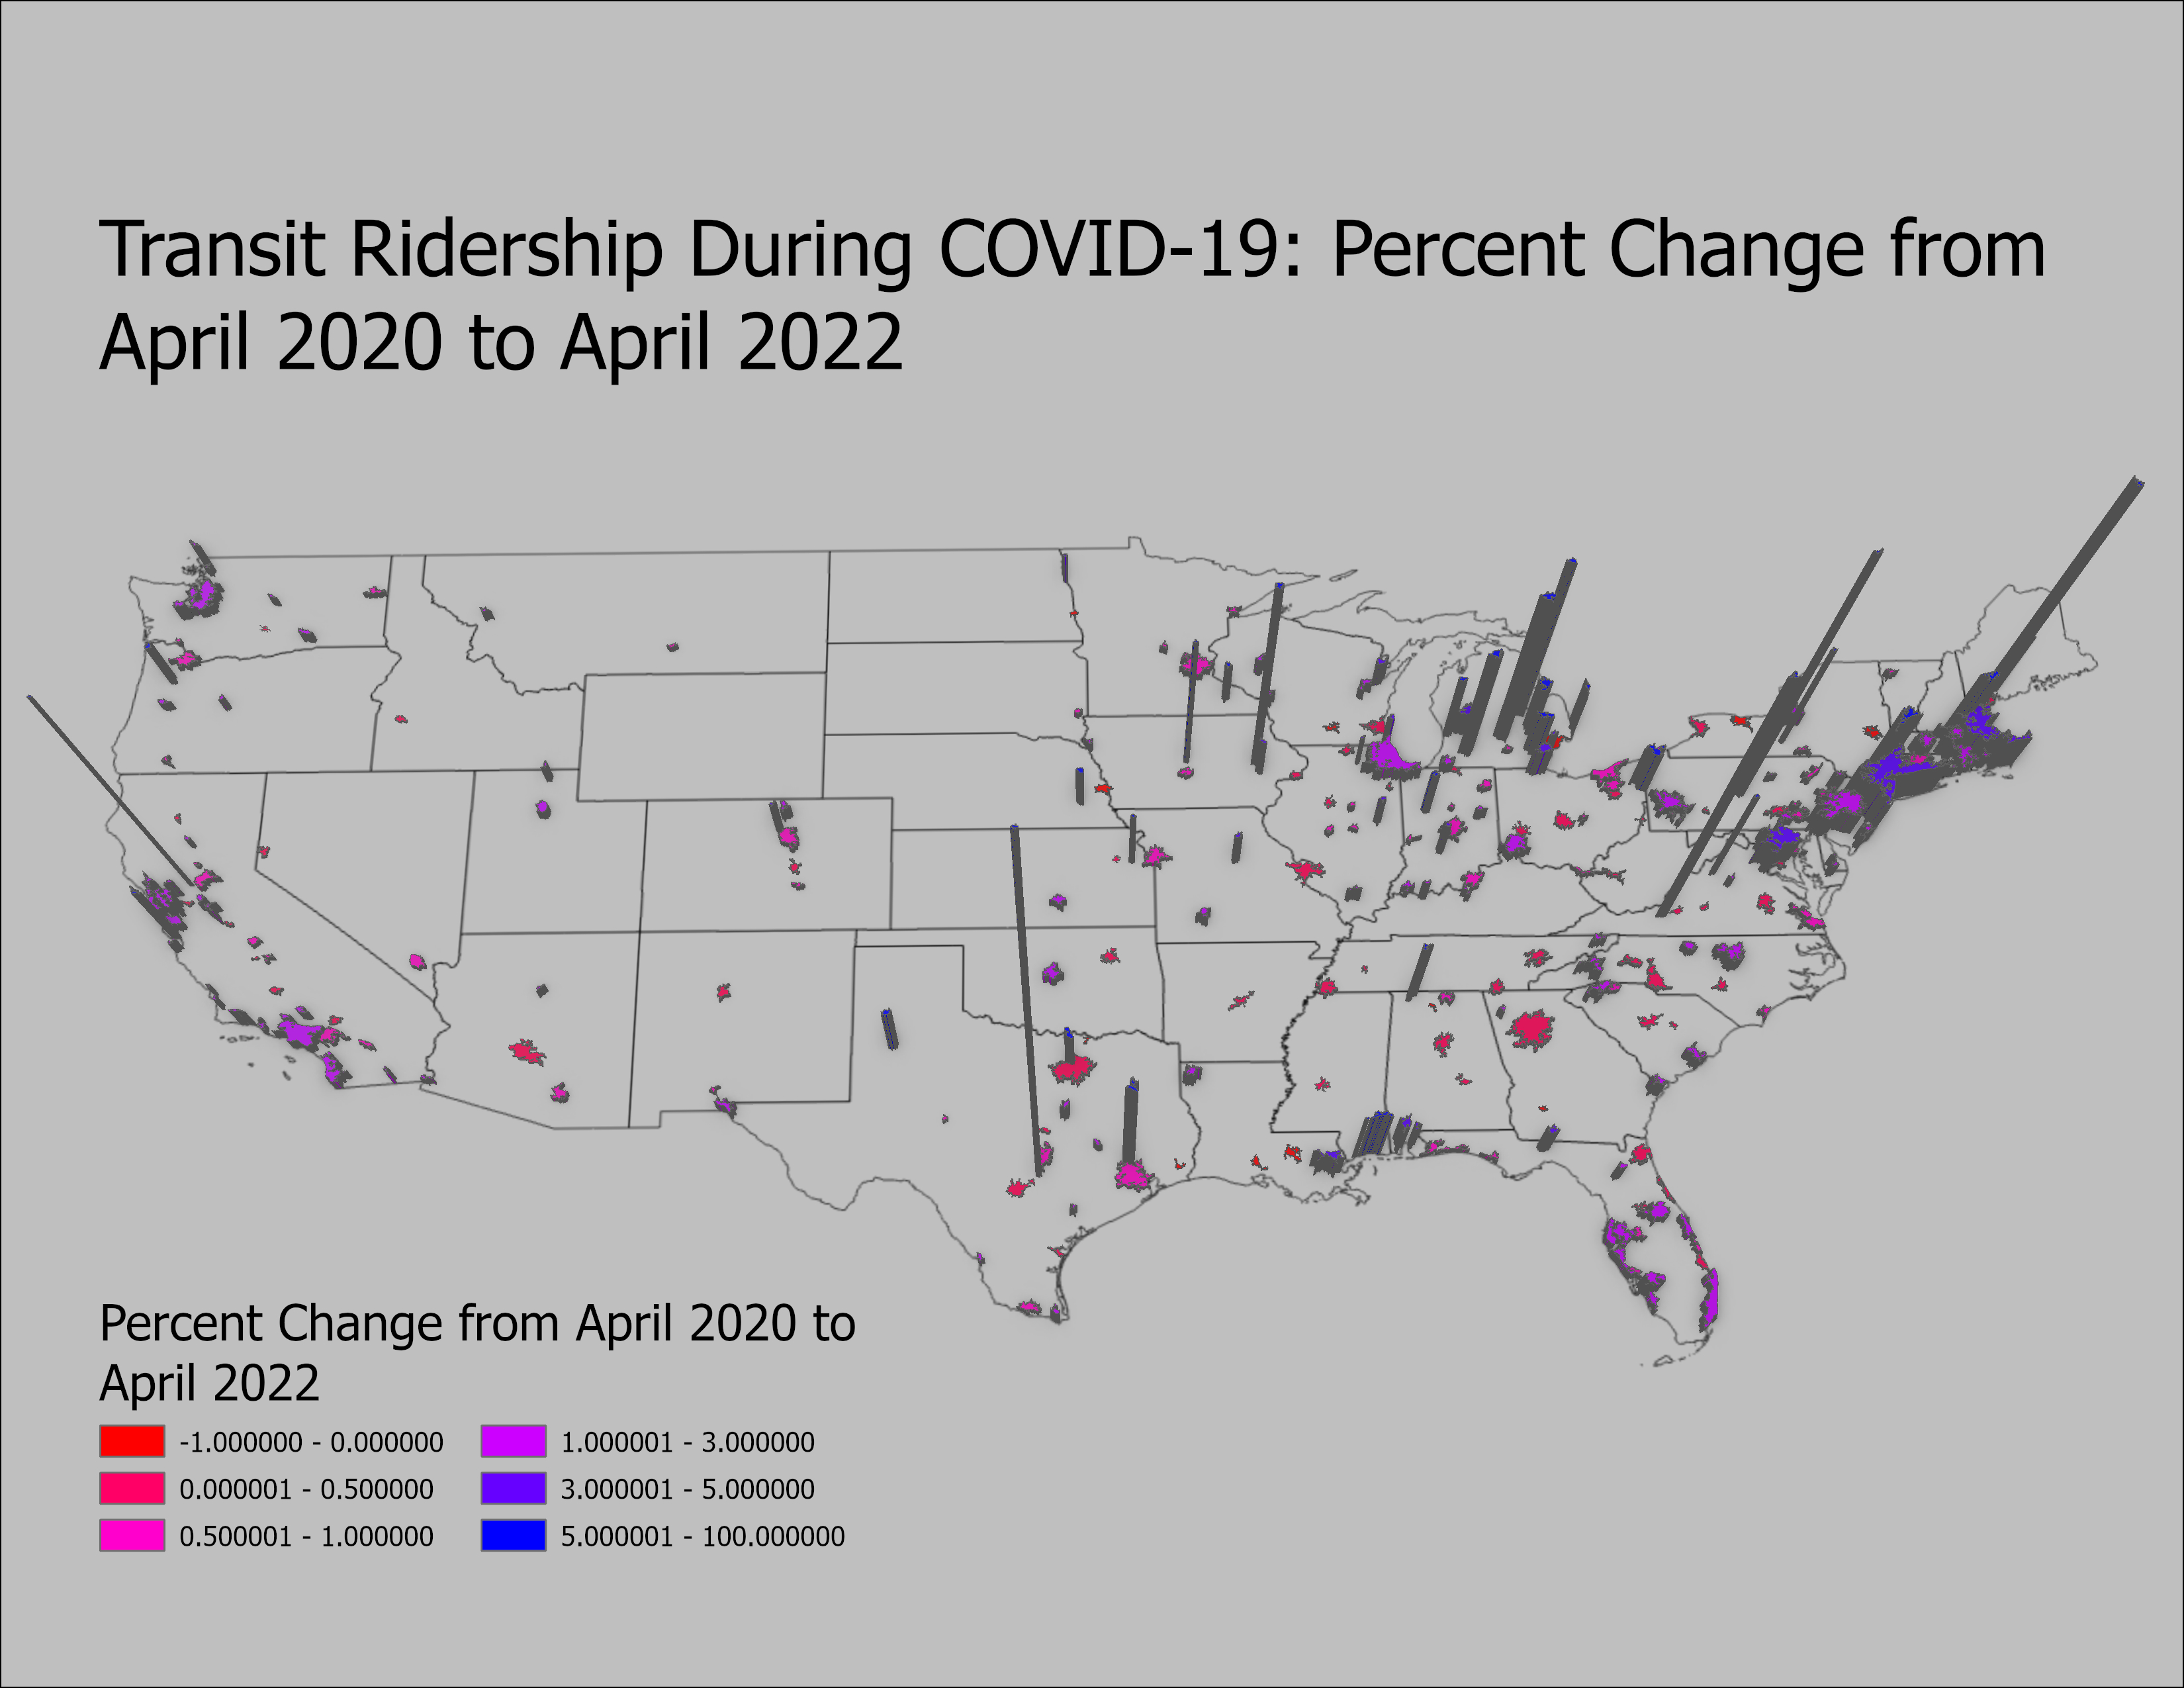 Transit Ridership During COVID-19: Percent Change from
April 2020 to April 2022
Percent Change from April 2020 to
April 2022
-1.000000 - 0.000000
0.000001 - 0.500000
0.500001 - 1.000000
1.000001 - 3.000000
3.000001 - 5.000000
5.000001 - 100.000000